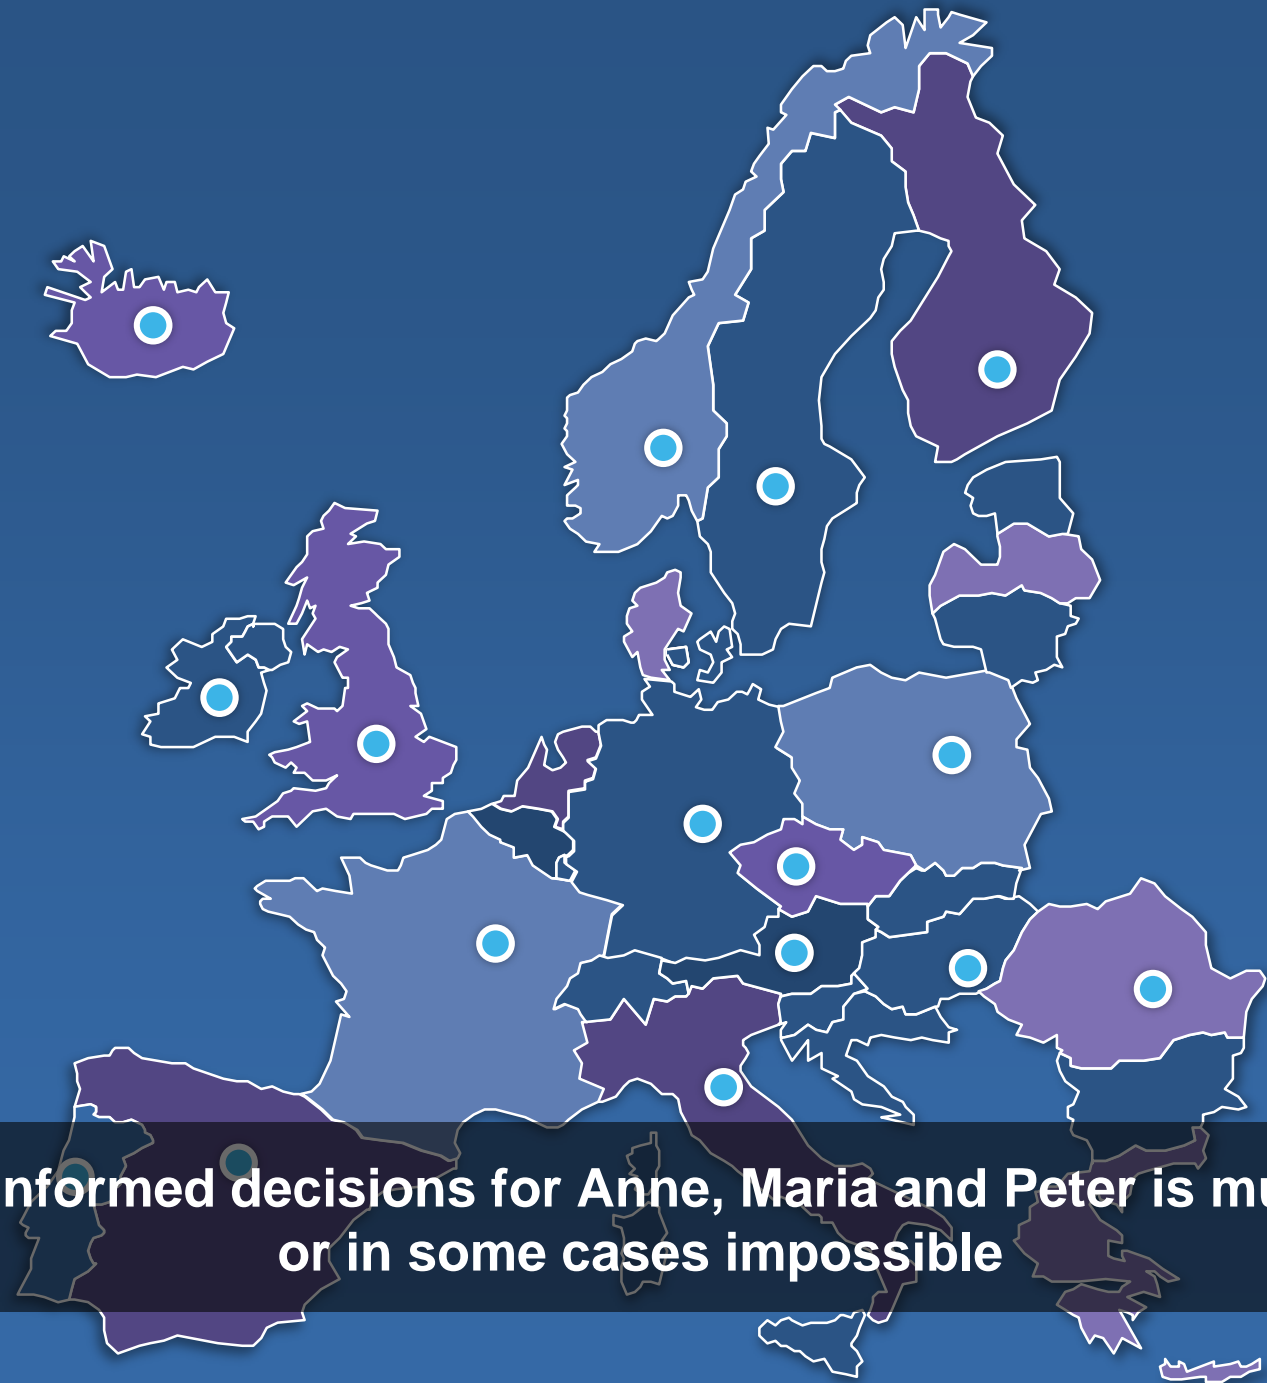 nformed decisions for Anne, Maria and Peter is mu
or in some cases impossible